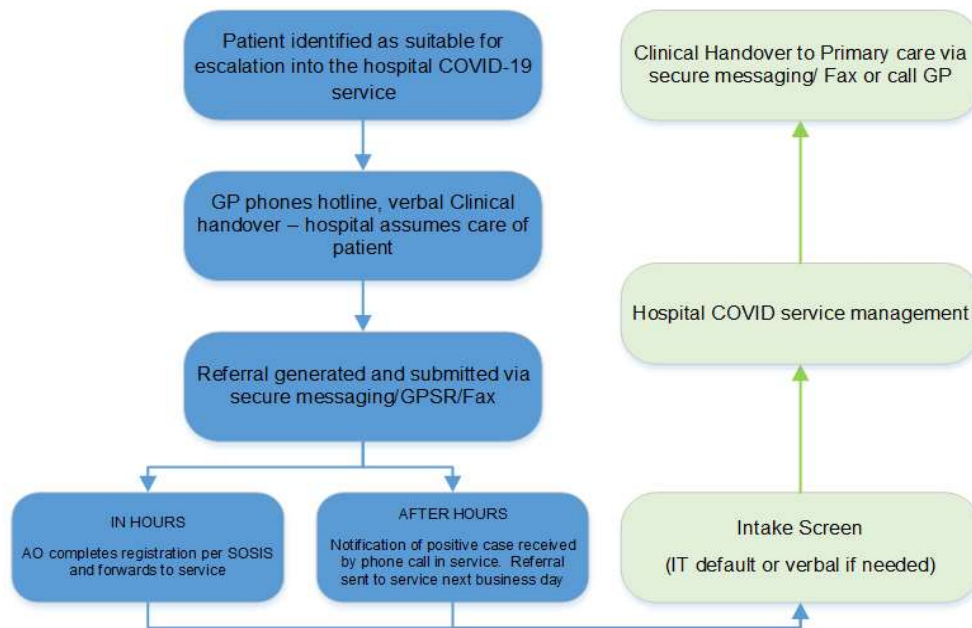 Patient identified as suitable for
escalation into the hospital COVID-19
service
GP phones hotline, verbal Clinical
handover – hospital assumes care of
patient
Referral generated and submitted via
secure messaging/GPSR/Fax
IN HOURS
AO completes registration per SOSIS
and forwards to service
AFTER HOURS
Notification of positive case received
by phone call in service. Referral
sent to service next business day
Intake Screen
(IT default or verbal if needed)
Hospital COVID service management
Clinical Handover to Primary care via
secure messaging/ Fax or call GP